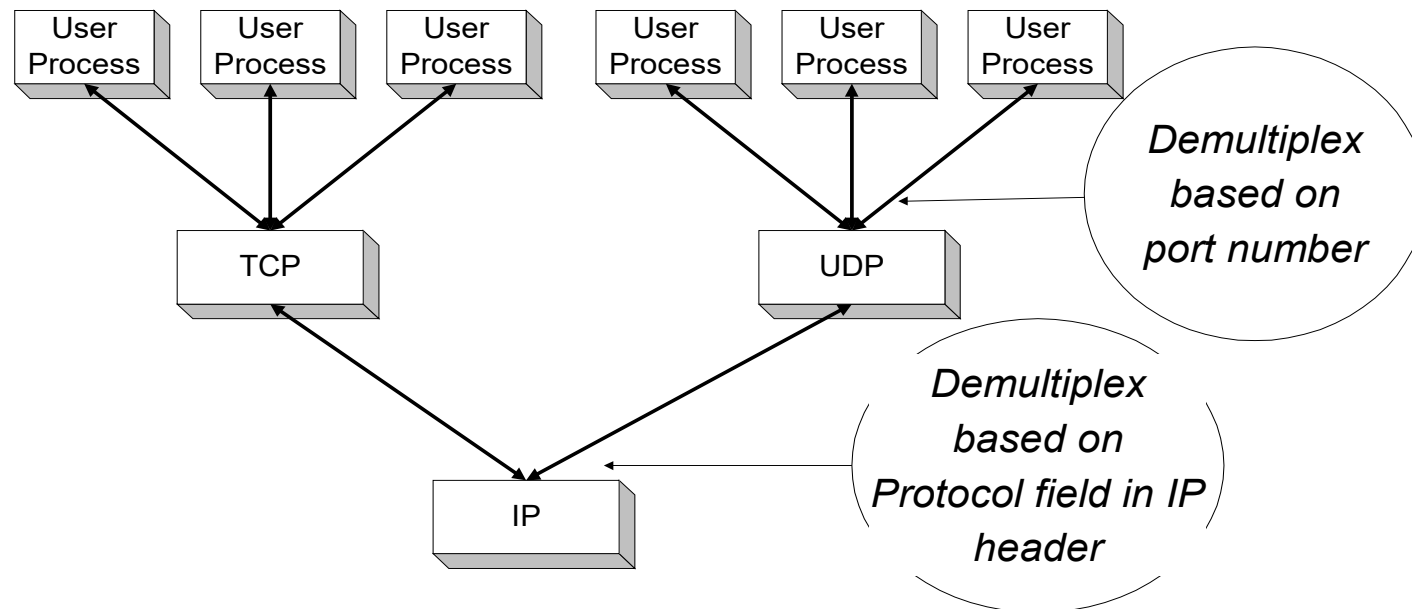 User
Process
User
Process
User
Process
User
Process
User
Process
User
Process
Demultiplex
based on
port number
TCP
UDP
Demultiplex
based on
Protocol field in IP
header
IP